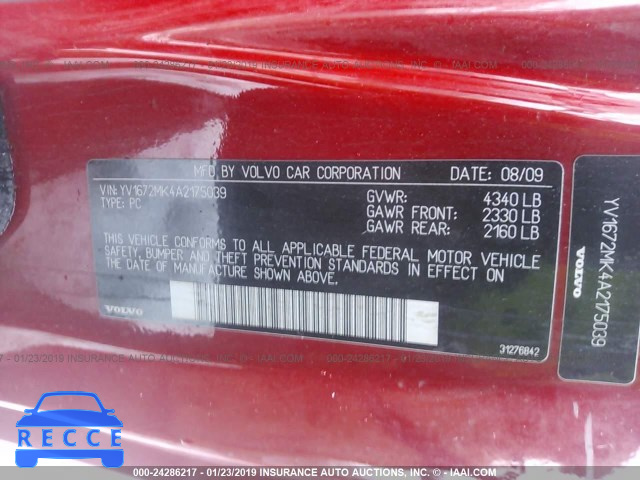 MFD. BY VOLVO CAR CORPORATION DATE: 08/09
VIN: YV1672MK4A2175039
TYPE: PC
GVWR: 4340 LB
GAWR FRONT: 2330 LB
GAWR REAR: 2160 LB
THIS VEHICLE CONFORMS TO ALL APPLICABLE FEDERAL MOTOR VEHICLE
SAFETY, BUMPER, AND THEFT PREVENTION STANDARDS IN EFFECT ON
THE DATE OF MANUFACTURE SHOWN ABOVE.
VOLVO
31276842
YV1672MK4A2175039
VOLVO
RECCE
000-24286217 - 01/23/2019 INSURANCE AUTO AUCTIONS, INC. - © - WWW.IAAI.COM